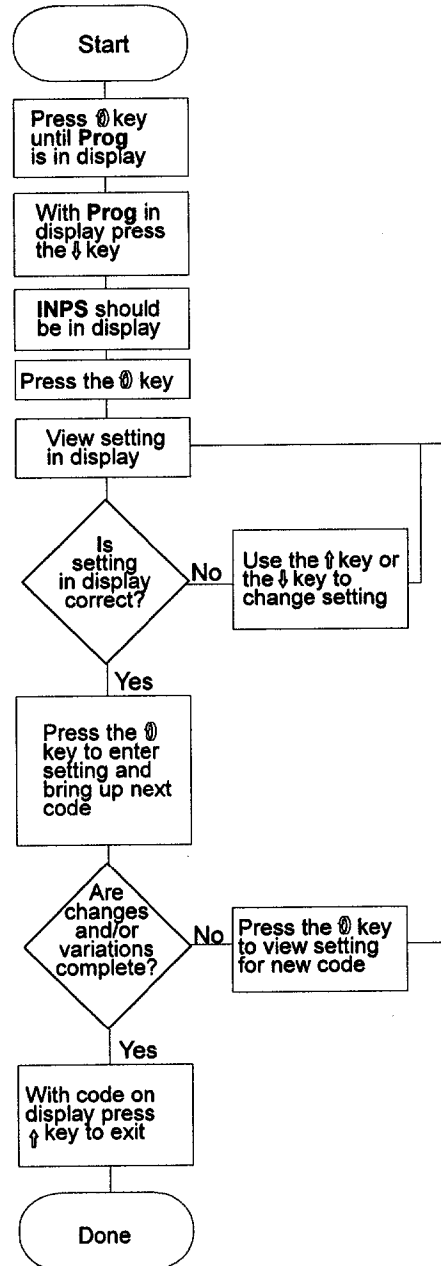 Start
Press key
until Prog
is in display
With Prog in
display press
the ⇩ key
INPS should
be in display
Press the key
View setting
in display
Is
setting
in display
correct?
No
Use the ⇧ key or
the ⇩ key to
change setting
Yes
Press the
key to enter
setting and
bring up next
code
Are
changes
and/or
variations
complete?
No
Press the key
to view setting
for new code
Yes
With code on
display press
⇧ key to exit
Done